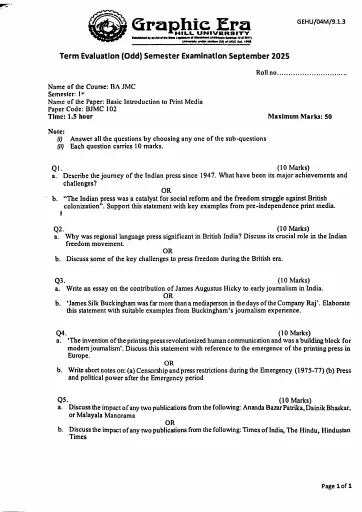 GEHU/04M/9.1.3
Graphic Era
HILL UNIVERSITY
Term Evaluation (Odd) Semester Examination September 2025
Roll no..............................
Name of the Course: BA JMC
Semester: 1st
Name of the Paper: Basic Introduction to Print Media
Paper Code: BJMC 102
Time: 1.5 hour Maximum Marks: 50
Note:
(i) Answer all the questions by choosing any one of the sub-questions
(ii) Each question carries 10 marks.
Q1. (10 Marks)
a. Describe the journey of the Indian press since 1947. What have been its major achievements and
challenges?
OR
b. "The Indian press was a catalyst for social reform and the freedom struggle against British
colonization". Support this statement with key examples from pre-independence print media.
Q2. (10 Marks)
a. Why was regional language press significant in British India? Discuss its crucial role in the Indian
freedom movement.
OR
b. Discuss some of the key challenges to press freedom during the British era.
Q3. (10 Marks)
a. Write an essay on the contribution of James Augustus Hicky to early journalism in India.
OR
b. 'James Silk Buckingham was far more than a mediaperson in the days of the Company Raj'. Elaborate
this statement with suitable examples from Buckingham's journalism experience.
Q4. (10 Marks)
a. 'The invention of the printing press revolutionized human communication and was a building block for
modern journalism'. Discuss this statement with reference to the emergence of the printing press in
Europe.
OR
b. Write short notes on: (a) Censorship and press restrictions during the Emergency (1975-77) (b) Press
and political power after the Emergency period
Q5. (10 Marks)
a. Discuss the impact of any two publications from the following: Ananda Bazar Patrika, Dainik Bhaskar,
or Malayala Manorama
OR
b. Discuss the impact of any two publications from the following: Times of India, The Hindu, Hindustan
Times
Page 1 of 1